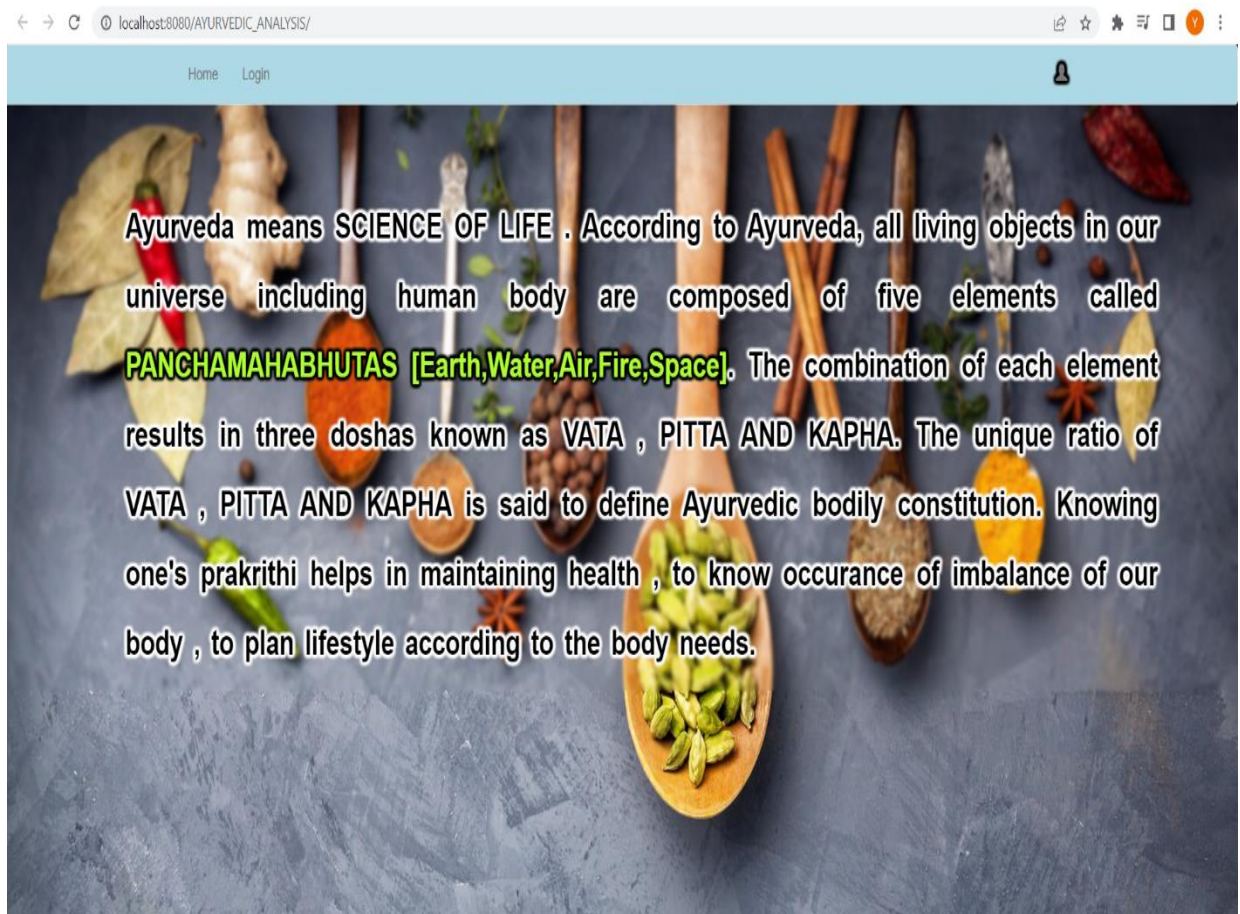 localhost:8080/AYURVEDIC_ANALYSIS/
Y
Home Login
Ayurveda means SCIENCE OF LIFE . According to Ayurveda, all living objects in our
universe including human body are composed of five elements called
PANCHAMAHABHUTAS [Earth,Water,Air,Fire,Space]. The combination of each element
results in three doshas known as VATA , PITTA AND KAPHA. The unique ratio of
VATA , PITTA AND KAPHA is said to define Ayurvedic bodily constitution. Knowing
one's prakrithi helps in maintaining health , to know occurance of imbalance of our
body , to plan lifestyle according to the body needs.